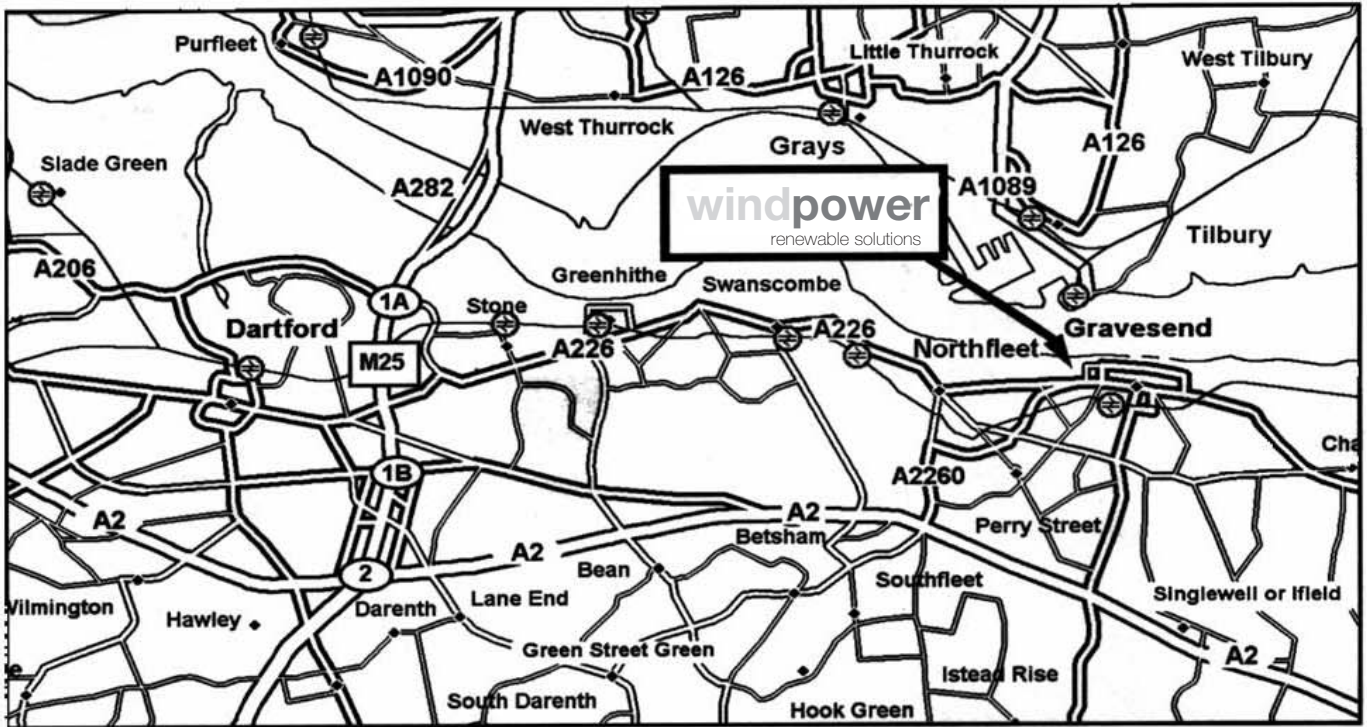 Purfleet
A1090
A126
Little Thurrock
West Tilbury
West Thurrock
Grays
A126
Slade Green
A282
windpower
renewable solutions
A1089
Tilbury
A206
Greenhithe
Swanscombe
1A
Stone
Dartford
A226
A226
Gravesend
Northfleet
M25
1B
A2260
Cha
A2
A2
Perry Street
Betsham
A2
Bean
2
Southfleet
Singlewell or Ifield
Wilmington
Hawley
Darenth
Lane End
Green Street Green
A2
Istead Rise
South Darenth
Hook Green